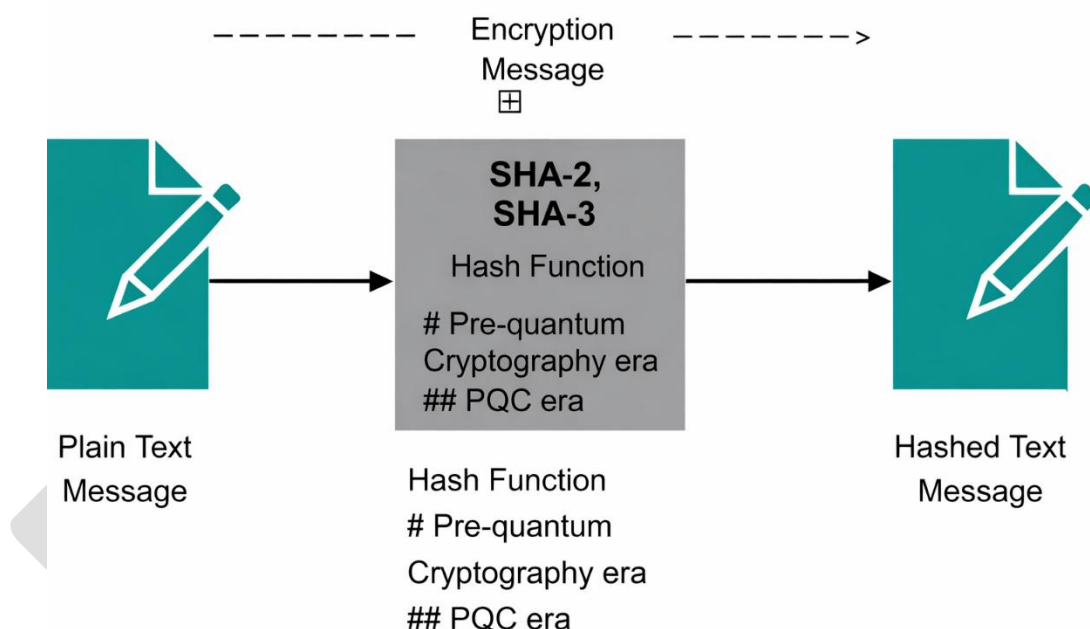 Encryption
Message
SHA-2,
SHA-3
Hash Function
# Pre-quantum
Cryptography era
## PQC era
Plain Text
Message
Hash Function
# Pre-quantum
Cryptography era
## PQC era
Hashed Text
Message